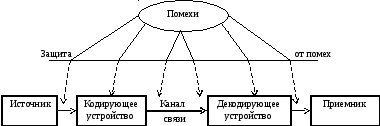 Помехи
Защита от помех
Источник Кодирующее Канал Декодирующее Приемник
устройство связи устройство